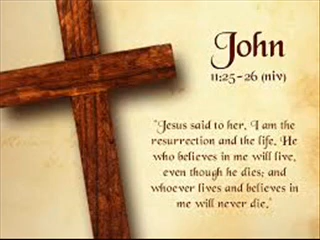 John
11:25-26 (niv)
"Jesus said to her, I am the
resurrection and the life. He
who believes in me will live,
even though he dies; and
whoever lives and believes in
me will never die."